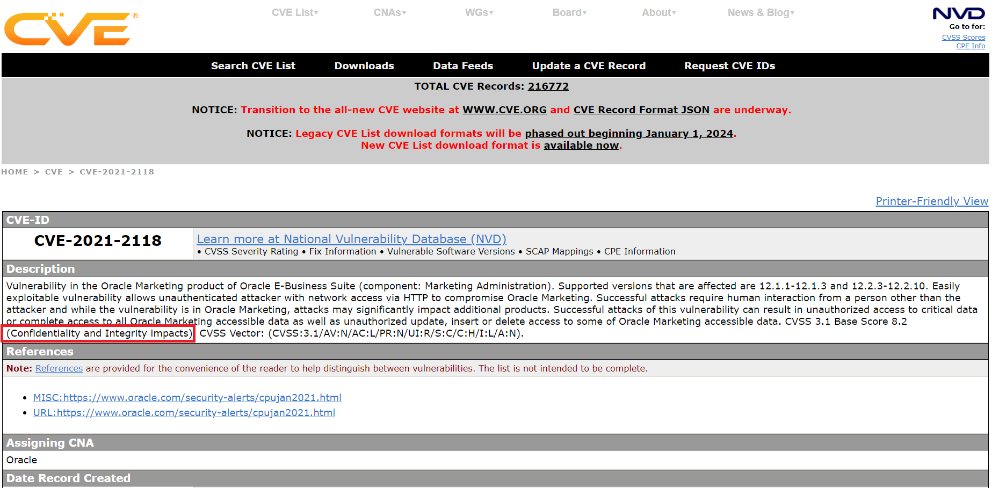 CVE®
CVE List▾ CNAs▾ WGs▾ Board▾ About▾ News & Blog▾
NVD
Go to for:
CVSS Scores
CPE Info
Search CVE List Downloads Data Feeds Update a CVE Record Request CVE IDs
TOTAL CVE Records: 216772
NOTICE: Transition to the all-new CVE website at WWW.CVE.ORG and CVE Record Format JSON are underway.
NOTICE: Legacy CVE List download formats will be phased out beginning January 1, 2024.
New CVE List download format is available now.
HOME > CVE > CVE-2021-2118
Printer-Friendly View
CVE-ID
CVE-2021-2118
Learn more at National Vulnerability Database (NVD)
• CVSS Severity Rating • Fix Information • Vulnerable Software Versions • SCAP Mappings • CPE Information
Description
Vulnerability in the Oracle Marketing product of Oracle E-Business Suite (component: Marketing Administration). Supported versions that are affected are 12.1.1-12.1.3 and 12.2.3-12.2.10. Easily
exploitable vulnerability allows unauthenticated attacker with network access via HTTP to compromise Oracle Marketing. Successful attacks require human interaction from a person other than the
attacker and while the vulnerability is in Oracle Marketing, attacks may significantly impact additional products. Successful attacks of this vulnerability can result in unauthorized access to critical data
or complete access to all Oracle Marketing accessible data as well as unauthorized update, insert or delete access to some of Oracle Marketing accessible data. CVSS 3.1 Base Score 8.2
(Confidentiality and Integrity impacts) CVSS Vector: (CVSS:3.1/AV:N/AC:L/PR:N/UI:R/S:C/C:H/I:L/A:N).
References
Note: References are provided for the convenience of the reader to help distinguish between vulnerabilities. The list is not intended to be complete.
• MISC:https://www.oracle.com/security-alerts/cpujan2021.html
• URL:https://www.oracle.com/security-alerts/cpujan2021.html
Assigning CNA
Oracle
Date Record Created